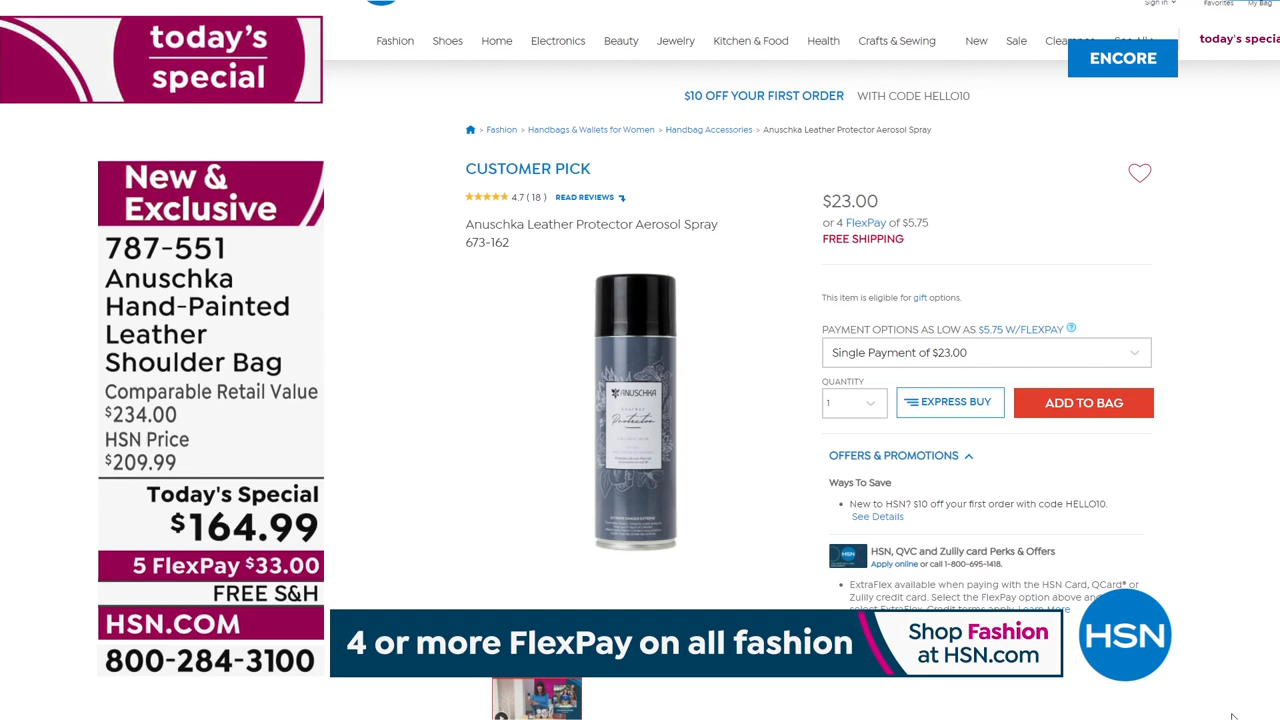 today's
special
Sign in
Favorites
My Bag
Fashion
Shoes
Home
Electronics
Beauty
Jewelry
Kitchen & Food
Health
Crafts & Sewing
New
Sale
today's specia
ENCORE
$10 OFF YOUR FIRST ORDER WITH CODE HELLO10
> Fashion > Handbags & Wallets for Women > Handbag Accessories > Anuschka Leather Protector Aerosol Spray
New &
Exclusive
787-551
Anuschka
Hand-Painted
Leather
Shoulder Bag
Comparable Retail Value
$234.00
HSN Price
$209.99
Today's Special
$164.99
5 FlexPay $33.00
FREE S&H
HSN.COM
800-284-3100
CUSTOMER PICK
4.7 ( 18 ) READ REVIEWS
Anuschka Leather Protector Aerosol Spray
673-162
ANUSCHKA
Protector
$23.00
or 4 FlexPay of $5.75
FREE SHIPPING
This item is eligible for gift options.
PAYMENT OPTIONS AS LOW AS $5.75 W/FLEXPAY ?
Single Payment of $23.00
QUANTITY
1
EXPRESS BUY
ADD TO BAG
OFFERS & PROMOTIONS
Ways To Save
• New to HSN? $10 off your first order with code HELLO10.
See Details
HSN
HSN, QVC and Zulily card Perks & Offers
Apply online or call 1-800-695-1418.
• ExtraFlex available when paying with the HSN Card, QCard® or
Zulily credit card. Select the FlexPay option above and
select ExtraFlex. Credit terms apply. Learn More
4 or more FlexPay on all fashion
Shop Fashion
at HSN.com
HSN